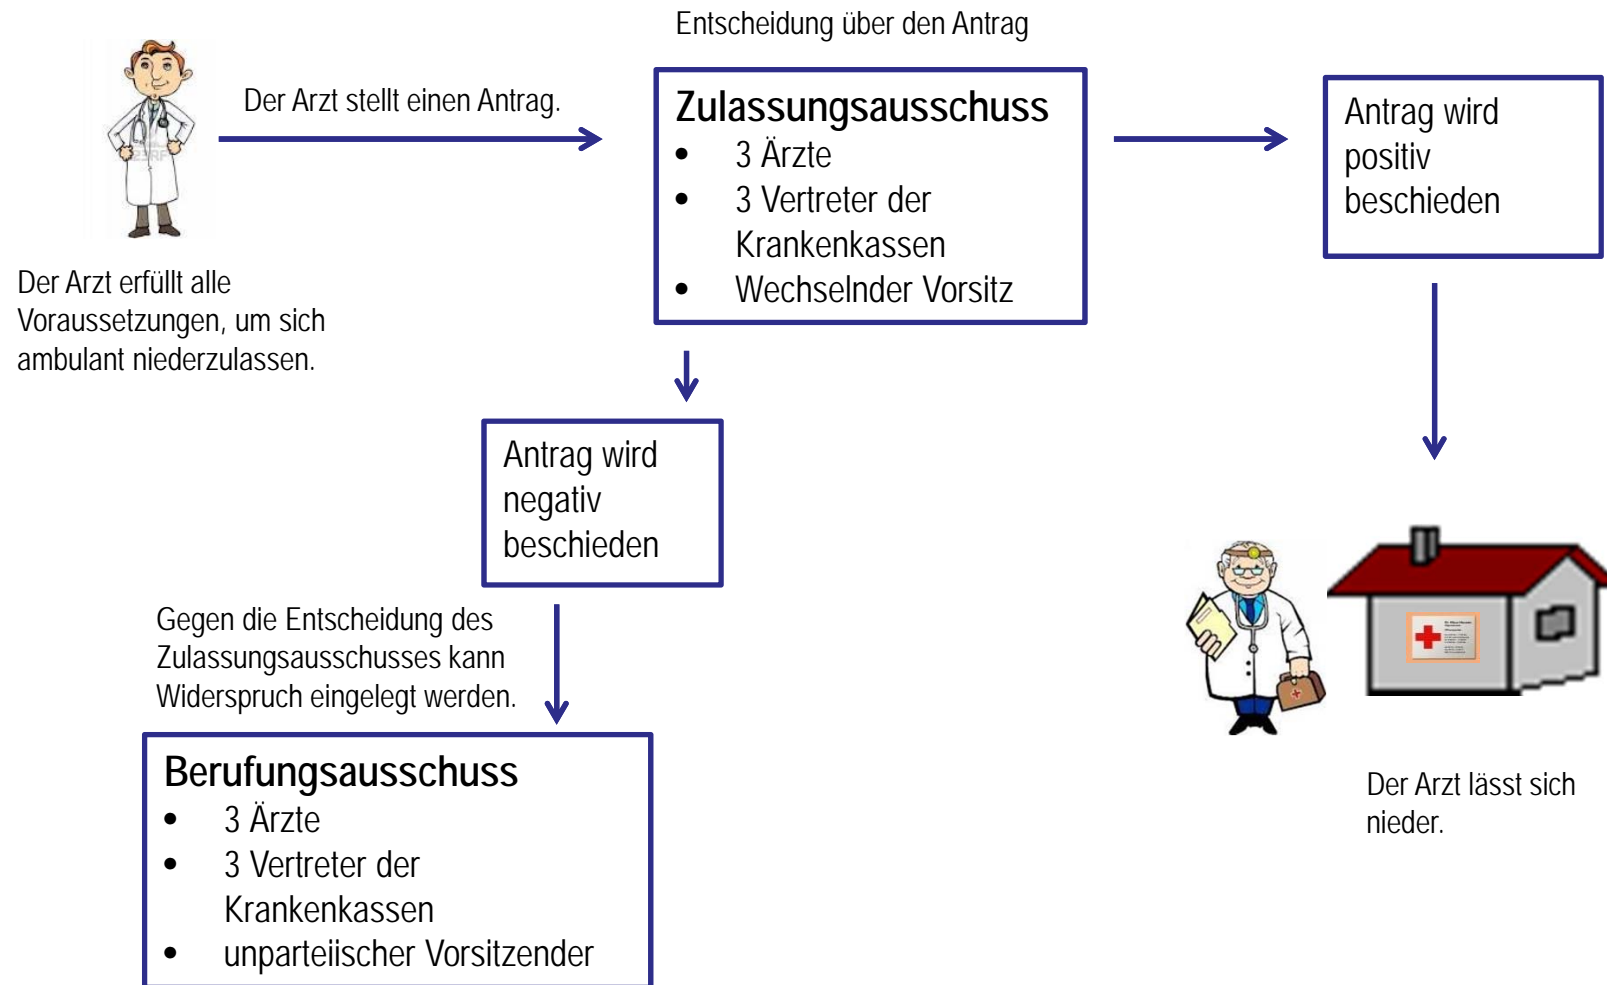 Entscheidung über den Antrag
Der Arzt stellt einen Antrag.
Zulassungsausschuss
• 3 Ärzte
• 3 Vertreter der
Krankenkassen
• Wechselnder Vorsitz
Antrag wird
positiv
beschieden
Der Arzt erfüllt alle
Voraussetzungen, um sich
ambulant niederzulassen.
Antrag wird
negativ
beschieden
Gegen die Entscheidung des
Zulassungsausschusses kann
Widerspruch eingelegt werden.
Berufungsausschuss
• 3 Ärzte
• 3 Vertreter der
Krankenkassen
• unparteiischer Vorsitzender
Der Arzt lässt sich
nieder.